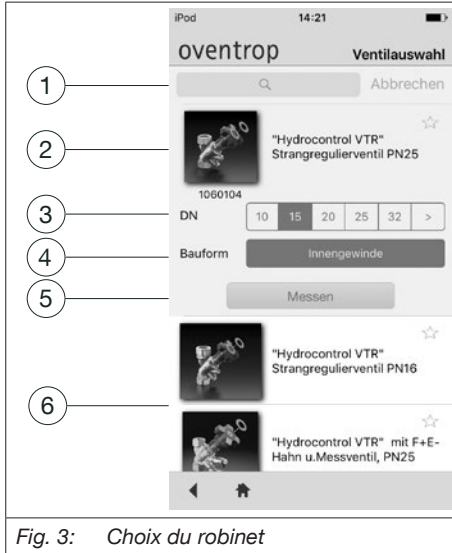 iPod 14:21
oventrop Ventilauswahl
1
Abbrechen
2
"Hydrocontrol VTR"
Strangregulierventil PN25
1060104
3
DN 10 15 20 25 32 >
4
Bauform Innengewinde
5
Messen
"Hydrocontrol VTR"
Strangregulierventil PN16
6
"Hydrocontrol VTR" mit F+E-
Hahn u.Messventil, PN25
Fig. 3: Choix du robinet